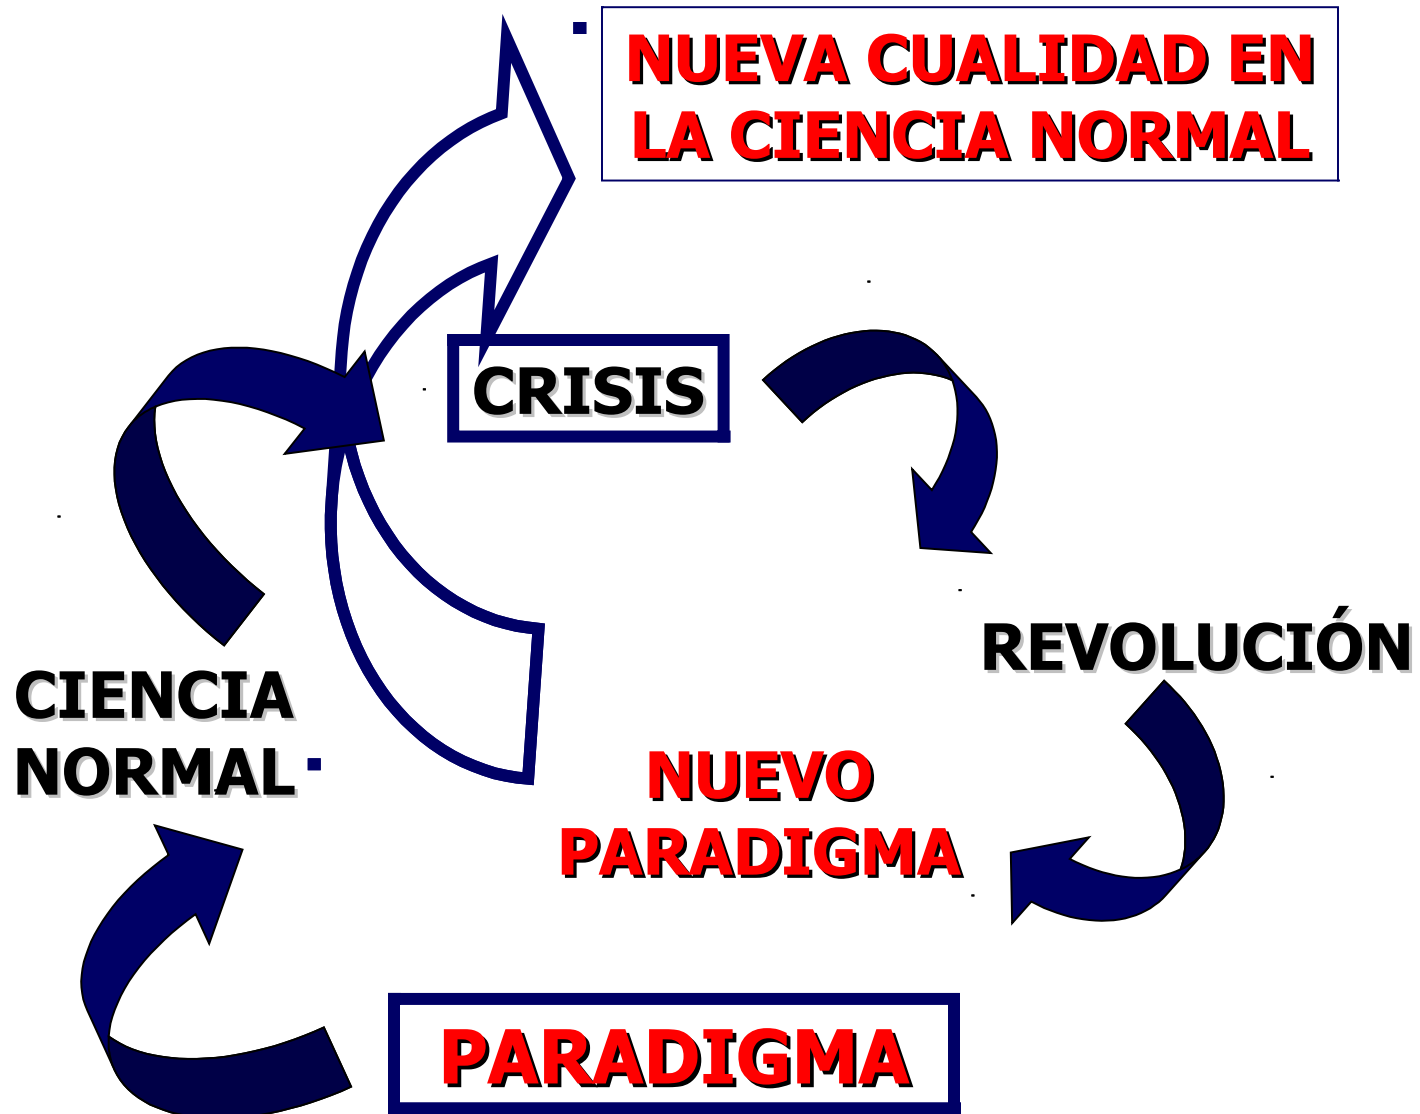 NUEVA CUALIDAD EN
LA CIENCIA NORMAL
CRISIS
REVOLUCIÓN
CIENCIA
NORMAL
NUEVO
PARADIGMA
PARADIGMA